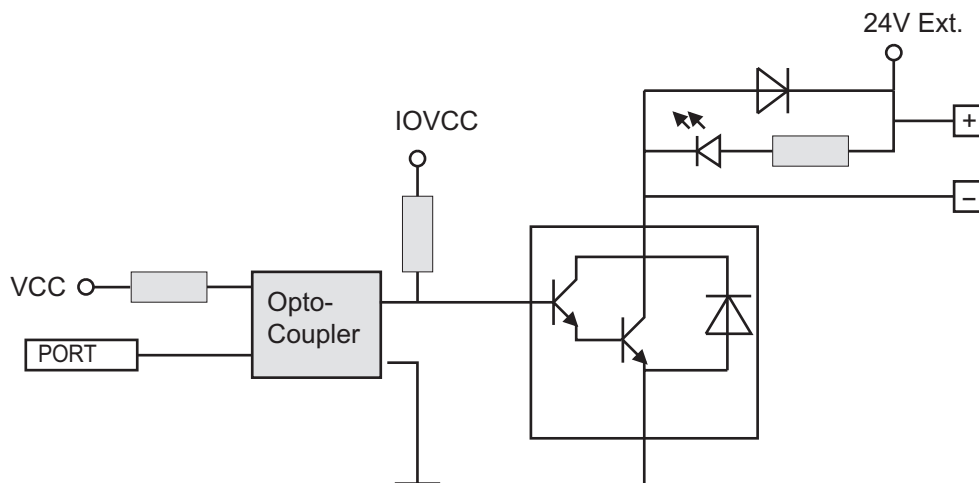 24V Ext.
IOVCC
+
−
VCC
Opto-
Coupler
PORT